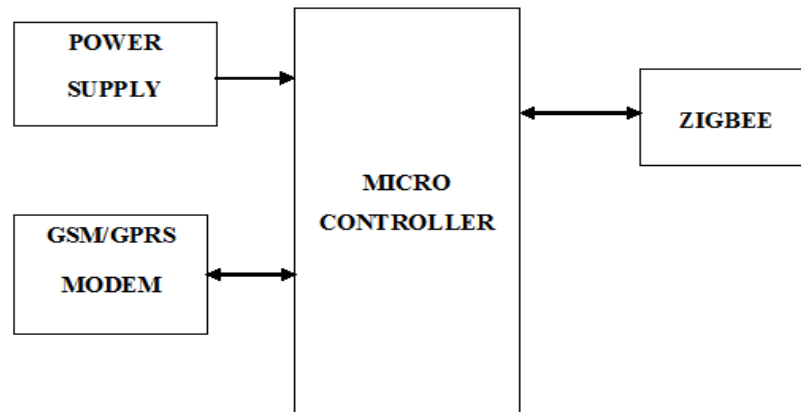 POWER
SUPPLY
ZIGBEE
MICRO
CONTROLLER
GSM/GPRS
MODEM